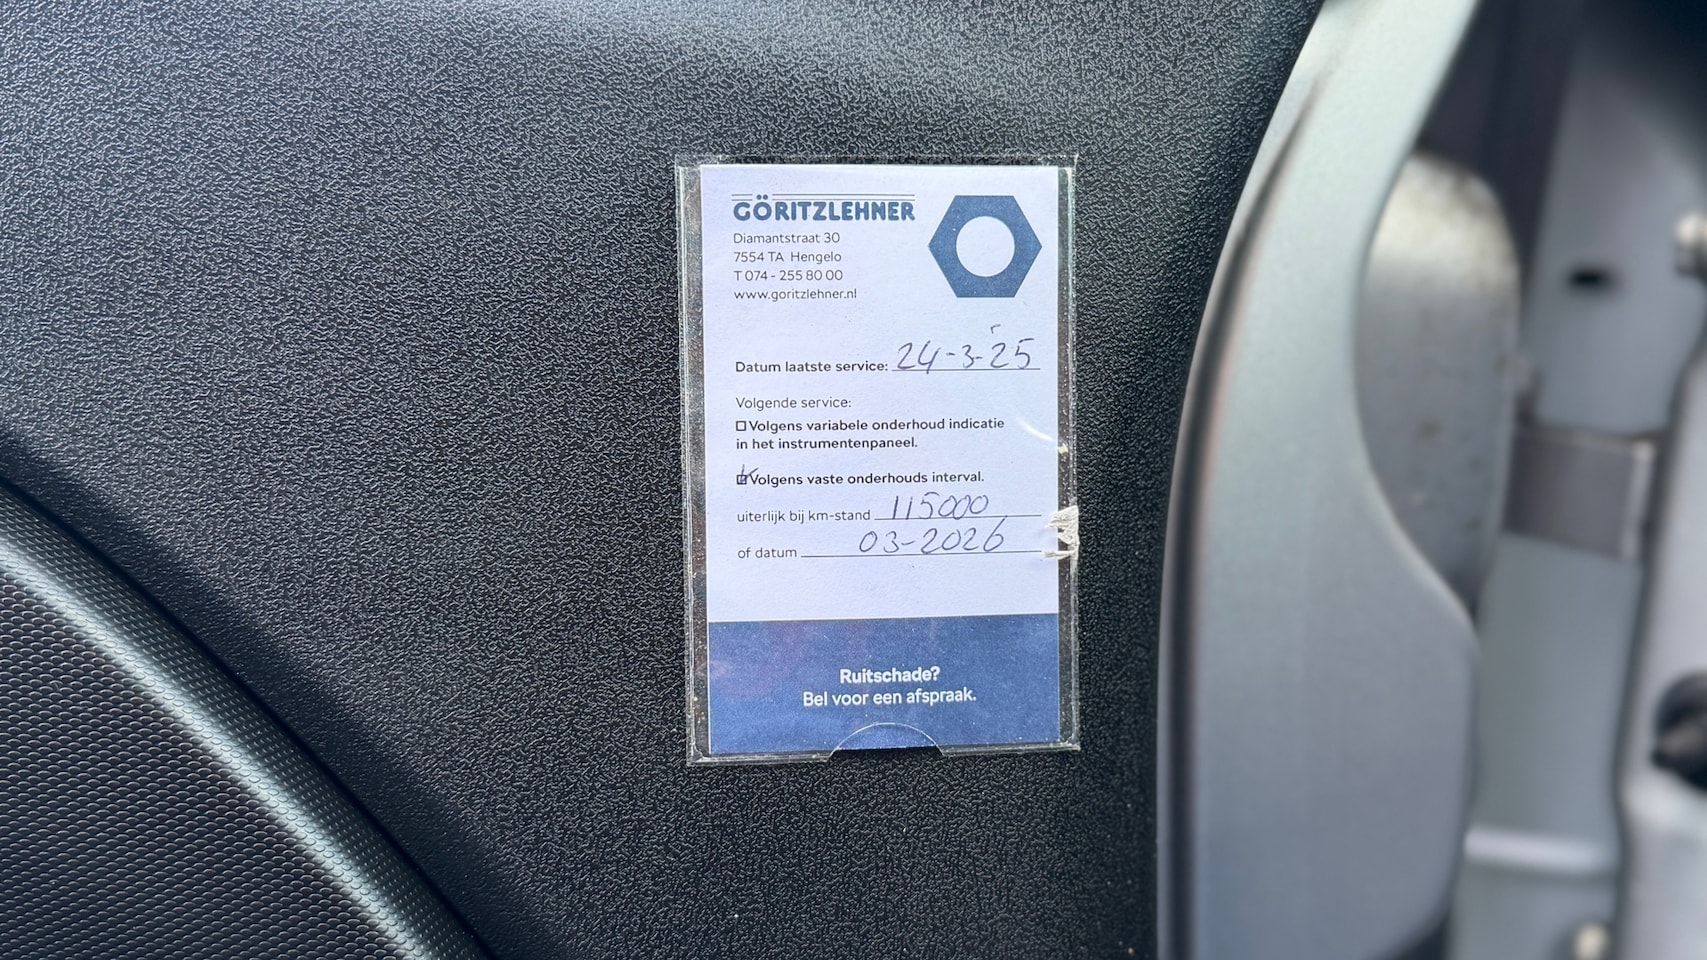 GÖRITZLEHNER
Diamantstraat 30
7554 TA Hengelo
T 074 - 255 80 00
www.goritzlehner.nl
Datum laatste service: 24-3-25
Volgende service:
Volgens variabele onderhoud indicatie
in het instrumentenpaneel.
Volgens vaste onderhouds interval.
uiterlijk bij km-stand 115000
of datum 03-2026
Ruitschade?
Bel voor een afspraak.